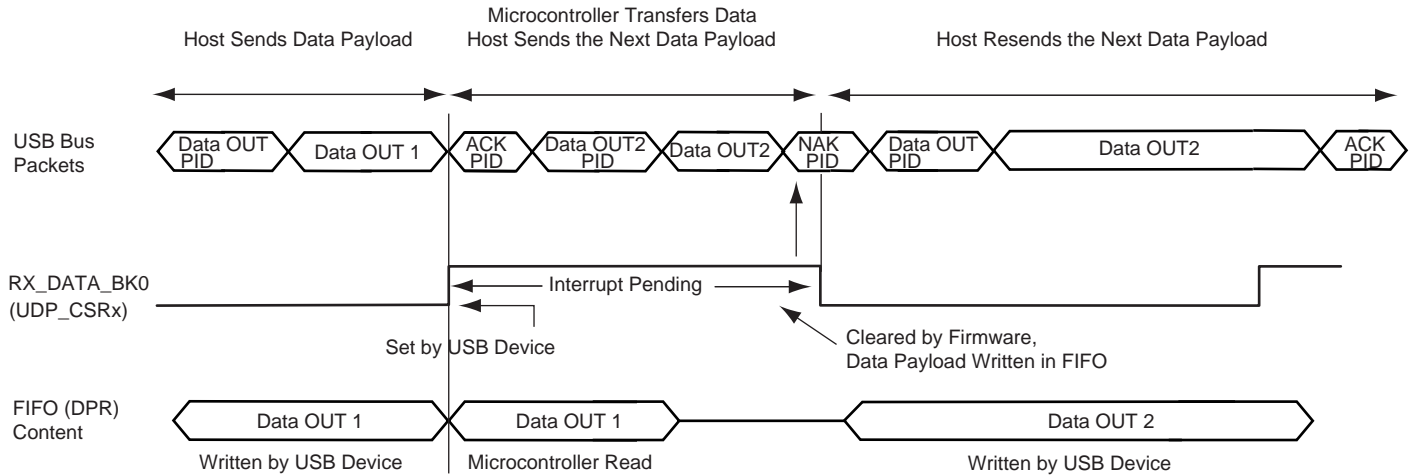 Host Sends Data Payload
Microcontroller Transfers Data
Host Sends the Next Data Payload
Host Resends the Next Data Payload
USB Bus
Packets
Data OUT
PID
Data OUT 1
ACK
PID
Data OUT2
PID
Data OUT2
NAK
PID
Data OUT
PID
Data OUT2
ACK
PID
RX_DATA_BK0
(UDP_CSRx)
Interrupt Pending
Set by USB Device
Cleared by Firmware,
Data Payload Written in FIFO
FIFO (DPR)
Content
Data OUT 1
Data OUT 1
Data OUT 2
Written by USB Device
Microcontroller Read
Written by USB Device